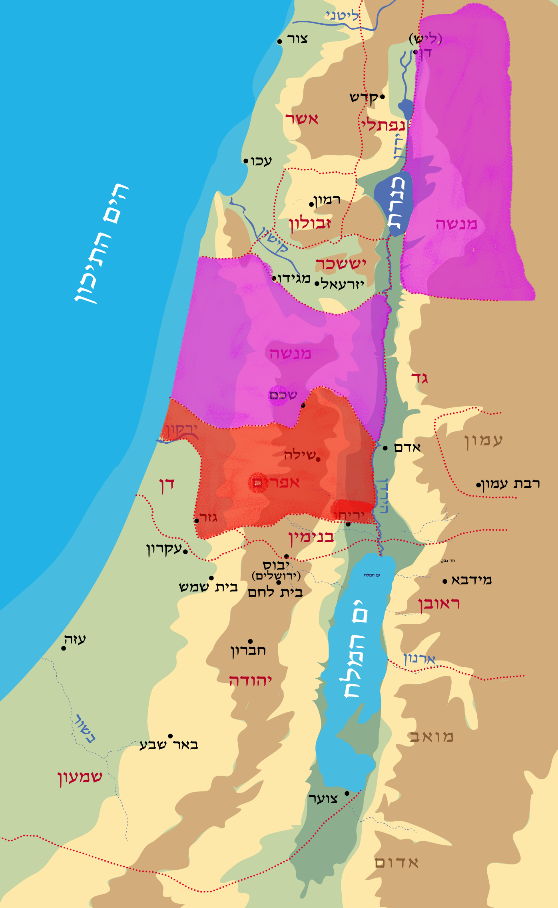 ליטני
צור
(ליש)
דן
קדש
אשר
נפתלי
ירדן
עכו
רמון
כנרת
זבולון
מנשה
הים התיכון
קישון
יששכר
מגידו
יזרעאל
מנשה
גד
שכם
ירקון
עמון
אדם
שילה
דן
אפרים
רבת עמון
הירדן
גזר
יריחו
בנימין
עקרון
יבוס
(ירושלים)
מידבא
בית שמש
בית לחם
ראובן
ים המלח
עזה
חברון
ארנון
יהודה
בשור
באר שבע
מואב
שמעון
צוער
אדום